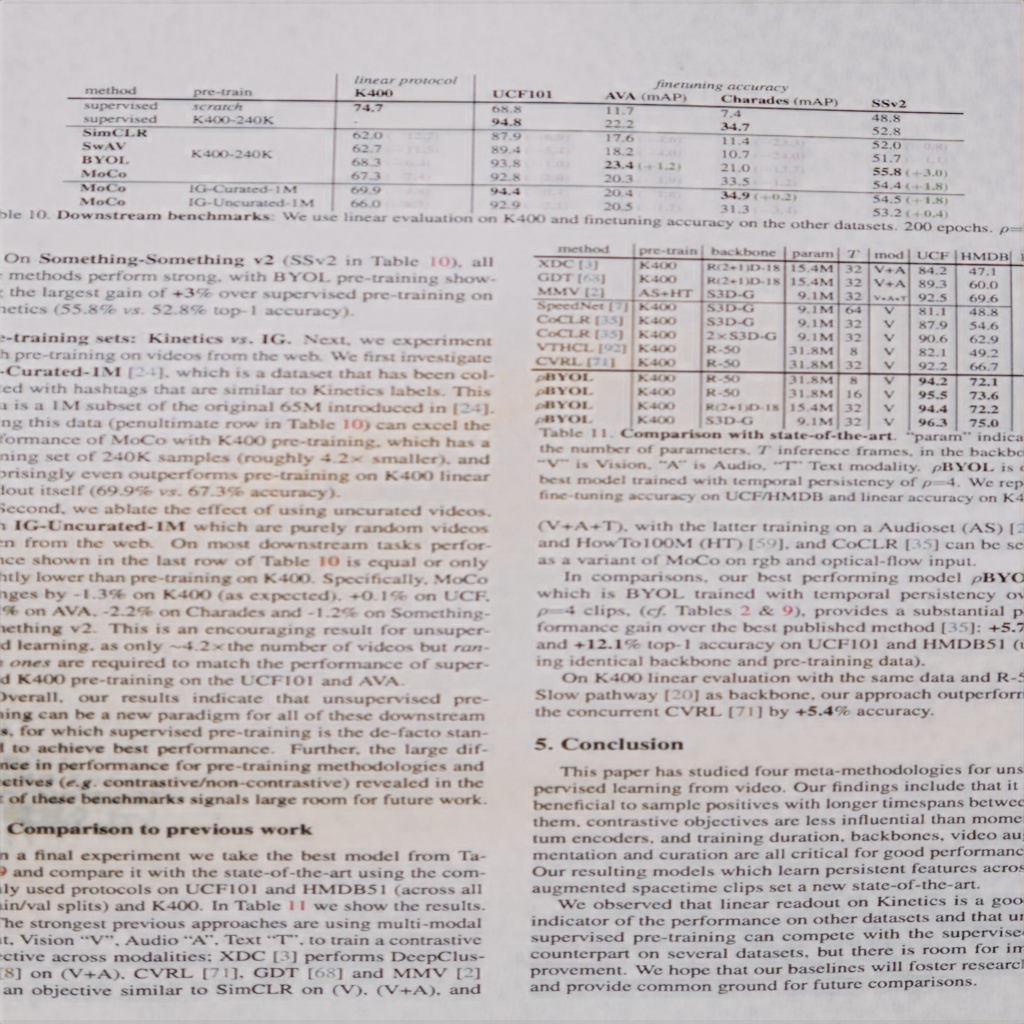 linear protocol finetuning accuracy
method pre-train K400 UCF101 AVA (mAP) Charades (mAP) SSv2
supervised scratch 74.7 68.8 11.7 7.4 48.8
supervised K400-240K - 94.8 22.2 34.7 52.8
SimCLR 62.0 87.9 17.6 11.4 52.0
SwAV K400-240K 62.7 89.4 18.2 10.7 51.7
BYOL 68.3 93.8 23.4 (+1.2) 21.0 55.8 (+3.0)
MoCo 67.3 92.8 20.3 33.5 54.4 (+1.8)
MoCo IG-Curated-1M 69.9 94.4 20.4 34.9 (+0.2) 54.5 (+1.8)
MoCo IG-Uncurated-1M 66.0 92.9 20.5 31.3 53.2 (+0.4)
ble 10. Downstream benchmarks: We use linear evaluation on K400 and finetuning accuracy on the other datasets. 200 epochs. ρ=
On Something-Something v2 (SSv2 in Table 10), all
methods perform strong, with BYOL pre-training show-
the largest gain of +3% over supervised pre-training on
netics (55.8% vs. 52.8% top-1 accuracy).
e-training sets: Kinetics vs. IG. Next, we experiment
h pre-training on videos from the web. We first investigate
-Curated-1M [24], which is a dataset that has been col-
ted with hashtags that are similar to Kinetics labels. This
a is a 1M subset of the original 65M introduced in [24].
ng this data (penultimate row in Table 10) can excel the
formance of MoCo with K400 pre-training, which has a
ning set of 240K samples (roughly 4.2× smaller), and
prisingly even outperforms pre-training on K400 linear
dout itself (69.9% vs. 67.3% accuracy).
Second, we ablate the effect of using uncurated videos,
h IG-Uncurated-1M which are purely random videos
en from the web. On most downstream tasks perfor-
nce shown in the last row of Table 10 is equal or only
htly lower than pre-training on K400. Specifically, MoCo
nges by -1.3% on K400 (as expected), +0.1% on UCF,
% on AVA, -2.2% on Charades and -1.2% on Something-
nething v2. This is an encouraging result for unsuper-
d learning, as only ~4.2× the number of videos but ran-
ones are required to match the performance of super-
d K400 pre-training on the UCF101 and AVA.
Overall, our results indicate that unsupervised pre-
ning can be a new paradigm for all of these downstream
s, for which supervised pre-training is the de-facto stan-
d to achieve best performance. Further, the large dif-
nce in performance for pre-training methodologies and
ectives (e.g. contrastive/non-contrastive) revealed in the
t of these benchmarks signals large room for future work.
Comparison to previous work
n a final experiment we take the best model from Ta-
9 and compare it with the state-of-the-art using the com-
ly used protocols on UCF101 and HMDB51 (across all
in/val splits) and K400. In Table 11 we show the results.
The strongest previous approaches are using multi-modal
ut, Vision "V", Audio "A", Text "T", to train a contrastive
ective across modalities; XDC [3] performs DeepClus-
[8] on (V+A), CVRL [71], GDT [68] and MMV [2]
an objective similar to SimCLR on (V), (V+A), and
method pre-train backbone param T mod UCF HMDB
XDC [3] K400 R(2+1)D-18 15.4M 32 V+A 84.2 47.1
GDT [68] K400 R(2+1)D-18 15.4M 32 V+A 89.3 60.0
MMV [2] AS+HT S3D-G 9.1M 32 V+A+T 92.5 69.6
SpeedNet [7] K400 S3D-G 9.1M 64 V 81.1 48.8
CoCLR [35] K400 S3D-G 9.1M 32 V 87.9 54.6
CoCLR [35] K400 2×S3D-G 9.1M 32 V 90.6 62.9
VTHCL [92] K400 R-50 31.8M 8 V 82.1 49.2
CVRL [71] K400 R-50 31.8M 32 V 92.2 66.7
ρBYOL K400 R-50 31.8M 8 V 94.2 72.1
ρBYOL K400 R-50 31.8M 16 V 95.5 73.6
ρBYOL K400 R(2+1)D-18 15.4M 32 V 94.4 72.2
ρBYOL K400 S3D-G 9.1M 32 V 96.3 75.0
Table 11. Comparison with state-of-the-art. "param" indica
the number of parameters, T inference frames, in the backbo
"V" is Vision, "A" is Audio, "T" Text modality. ρBYOL is o
best model trained with temporal persistency of ρ=4. We rep
fine-tuning accuracy on UCF/HMDB and linear accuracy on K4
(V+A+T), with the latter training on a Audioset (AS) [2
and HowTo100M (HT) [59], and CoCLR [35] can be se
as a variant of MoCo on rgb and optical-flow input.
In comparisons, our best performing model ρBYO
which is BYOL trained with temporal persistency ov
ρ=4 clips, (cf. Tables 2 & 9), provides a substantial p
formance gain over the best published method [35]: +5.7
and +12.1% top-1 accuracy on UCF101 and HMDB51 (u
ing identical backbone and pre-training data).
On K400 linear evaluation with the same data and R-5
Slow pathway [20] as backbone, our approach outperform
the concurrent CVRL [71] by +5.4% accuracy.
5. Conclusion
This paper has studied four meta-methodologies for uns
pervised learning from video. Our findings include that it
beneficial to sample positives with longer timespans betwee
them, contrastive objectives are less influential than mome
tum encoders, and training duration, backbones, video au
mentation and curation are all critical for good performanc
Our resulting models which learn persistent features acros
augmented spacetime clips set a new state-of-the-art.
We observed that linear readout on Kinetics is a goo
indicator of the performance on other datasets and that un
supervised pre-training can compete with the supervise
counterpart on several datasets, but there is room for im
provement. We hope that our baselines will foster researc
and provide common ground for future comparisons.